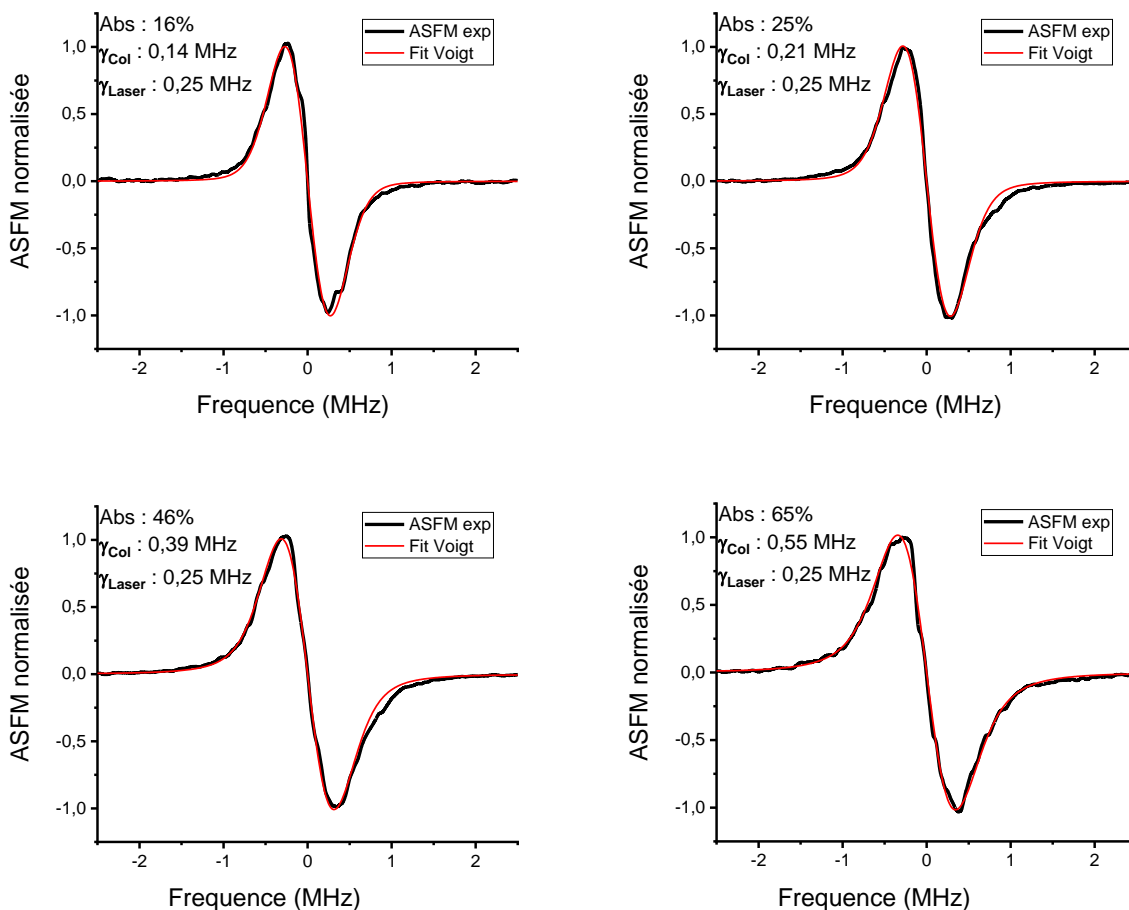 Abs : 16%
γCol : 0,14 MHz
γLaser : 0,25 MHz
ASFM exp
Fit Voigt
1,0
0,5
0,0
-0,5
-1,0
-2 -1 0 1 2
ASFM normalisée
Frequence (MHz)
Abs : 25%
γCol : 0,21 MHz
γLaser : 0,25 MHz
ASFM exp
Fit Voigt
1,0
0,5
0,0
-0,5
-1,0
-2 -1 0 1 2
ASFM normalisée
Frequence (MHz)
Abs : 46%
γCol : 0,39 MHz
γLaser : 0,25 MHz
ASFM exp
Fit Voigt
1,0
0,5
0,0
-0,5
-1,0
-2 -1 0 1 2
ASFM normalisée
Frequence (MHz)
Abs : 65%
γCol : 0,55 MHz
γLaser : 0,25 MHz
ASFM exp
Fit Voigt
1,0
0,5
0,0
-0,5
-1,0
-2 -1 0 1 2
ASFM normalisée
Frequence (MHz)